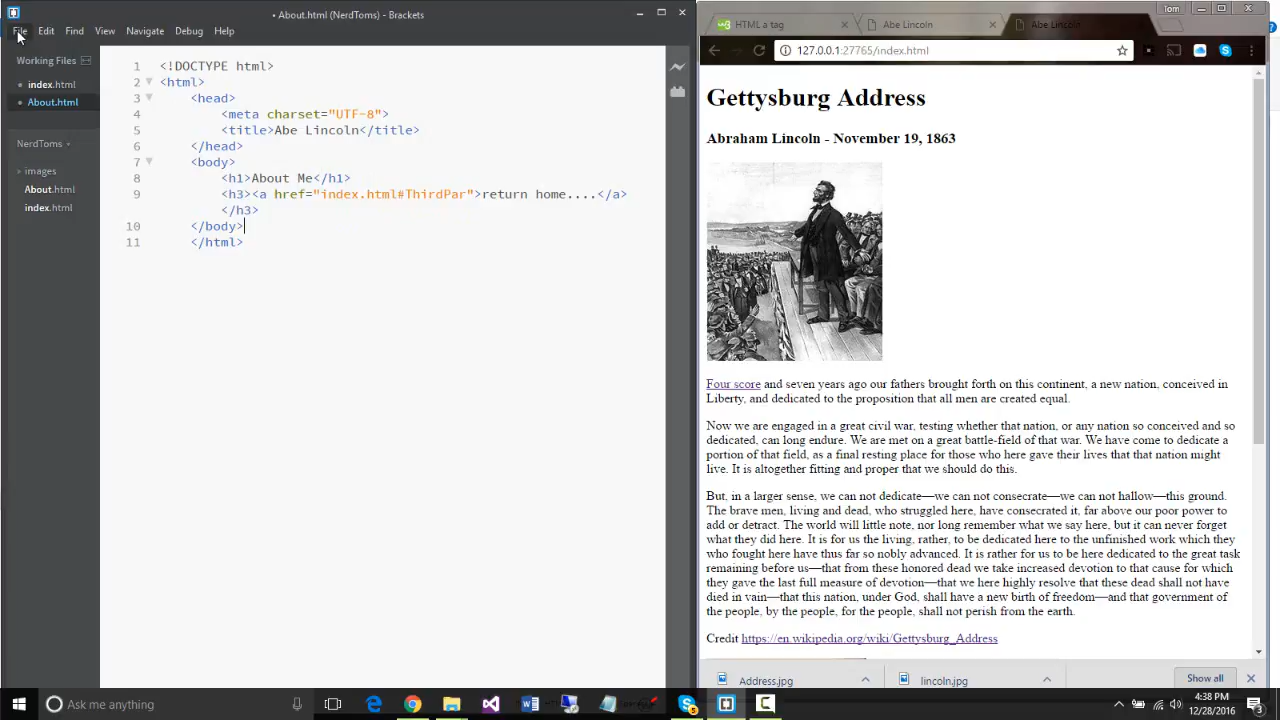 • About.html (NerdToms) - Brackets
File Edit Find View Navigate Debug Help
Working Files
index.html
About.html
NerdToms
images
About.html
index.html
1 <!DOCTYPE html>
2 <html>
3 <head>
4 <meta charset="UTF-8">
5 <title>Abe Lincoln</title>
6 </head>
7 <body>
8 <h1>About Me</h1>
9 <h3><a href="index.html#ThirdPar">return home....</a>
</h3>
10 </body>
11 </html>
Tom
HTML a tag
Abe Lincoln
Abe Lincoln
127.0.0.1:27765/index.html
Gettysburg Address
Abraham Lincoln - November 19, 1863
Four score and seven years ago our fathers brought forth on this continent, a new nation, conceived in
Liberty, and dedicated to the proposition that all men are created equal.
Now we are engaged in a great civil war, testing whether that nation, or any nation so conceived and so
dedicated, can long endure. We are met on a great battle-field of that war. We have come to dedicate a
portion of that field, as a final resting place for those who here gave their lives that that nation might
live. It is altogether fitting and proper that we should do this.
But, in a larger sense, we can not dedicate—we can not consecrate—we can not hallow—this ground.
The brave men, living and dead, who struggled here, have consecrated it, far above our poor power to
add or detract. The world will little note, nor long remember what we say here, but it can never forget
what they did here. It is for us the living, rather, to be dedicated here to the unfinished work which they
who fought here have thus far so nobly advanced. It is rather for us to be here dedicated to the great task
remaining before us—that from these honored dead we take increased devotion to that cause for which
they gave the last full measure of devotion—that we here highly resolve that these dead shall not have
died in vain—that this nation, under God, shall have a new birth of freedom—and that government of
the people, by the people, for the people, shall not perish from the earth.
Credit https://en.wikipedia.org/wiki/Gettysburg_Address
Address.jpg
lincoln.jpg
Show all
Ask me anything
4:38 PM
12/28/2016